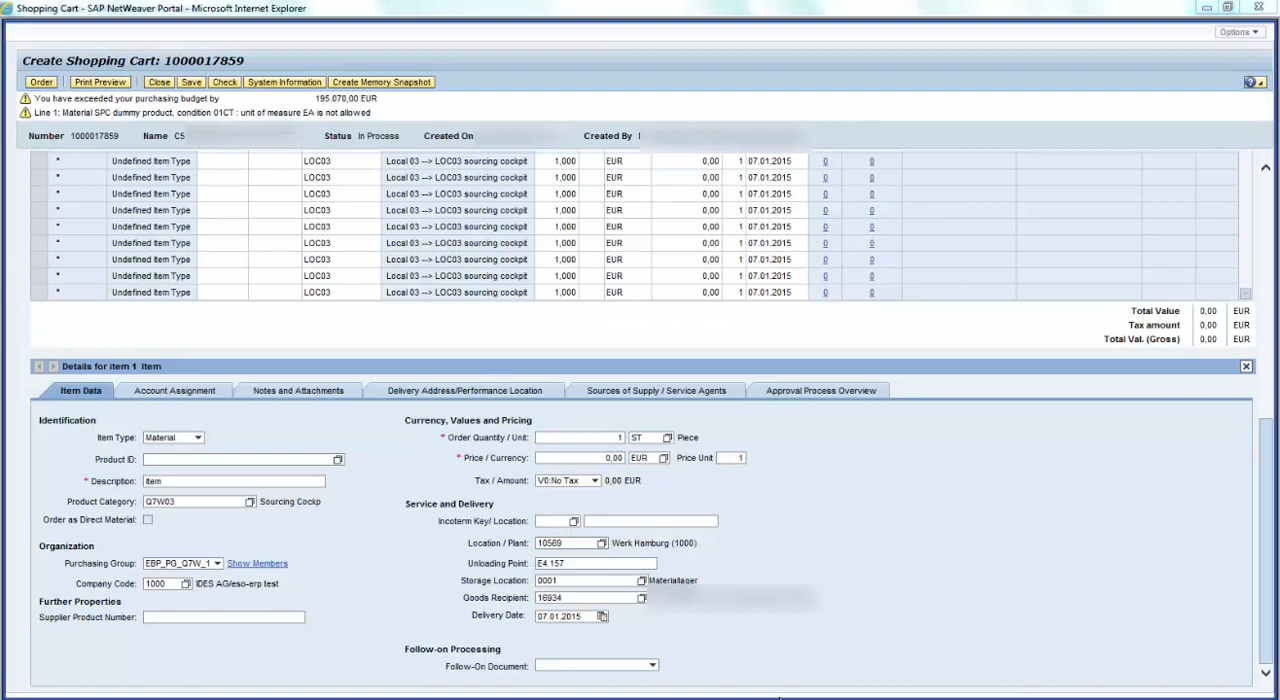 Shopping Cart - SAP NetWeaver Portal - Microsoft Internet Explorer
Options
Create Shopping Cart: 1000017859
Order Print Preview Close Save Check System Information Create Memory Snapshot
You have exceeded your purchasing budget by 195.070,00 EUR
Line 1: Material SPC dummy product, condition 01CT : unit of measure EA is not allowed
Number 1000017859 Name C5 Status In Process Created On Created By
* Undefined Item Type LOC03 Local 03 --> LOC03 sourcing cockpit 1,000 EUR 0,00 1 07.01.2015 0 0
* Undefined Item Type LOC03 Local 03 --> LOC03 sourcing cockpit 1,000 EUR 0,00 1 07.01.2015 0 0
* Undefined Item Type LOC03 Local 03 --> LOC03 sourcing cockpit 1,000 EUR 0,00 1 07.01.2015 0 0
* Undefined Item Type LOC03 Local 03 --> LOC03 sourcing cockpit 1,000 EUR 0,00 1 07.01.2015 0 0
* Undefined Item Type LOC03 Local 03 --> LOC03 sourcing cockpit 1,000 EUR 0,00 1 07.01.2015 0 0
* Undefined Item Type LOC03 Local 03 --> LOC03 sourcing cockpit 1,000 EUR 0,00 1 07.01.2015 0 0
* Undefined Item Type LOC03 Local 03 --> LOC03 sourcing cockpit 1,000 EUR 0,00 1 07.01.2015 0 0
* Undefined Item Type LOC03 Local 03 --> LOC03 sourcing cockpit 1,000 EUR 0,00 1 07.01.2015 0 0
* Undefined Item Type LOC03 Local 03 --> LOC03 sourcing cockpit 1,000 EUR 0,00 1 07.01.2015 0 0
Total Value 0,00 EUR
Tax amount 0,00 EUR
Total Val. (Gross) 0,00 EUR
Details for item 1 Item
Item Data Account Assignment Notes and Attachments Delivery Address/Performance Location Sources of Supply / Service Agents Approval Process Overview
Identification
Item Type: Material
Product ID:
* Description: Item
Product Category: Q7W03 Sourcing Cockp
Order as Direct Material:
Organization
Purchasing Group: EBP_PG_Q7W_1 Show Members
Company Code: 1000 IDES AG/eso-erp test
Further Properties
Supplier Product Number:
Currency, Values and Pricing
* Order Quantity / Unit: 1 ST Piece
* Price / Currency: 0,00 EUR Price Unit 1
Tax / Amount: V0:No Tax 0,00 EUR
Service and Delivery
Incoterm Key/ Location:
Location / Plant: 10569 Werk Hamburg (1000)
Unloading Point: E4.157
Storage Location: 0001 Materiallager
Goods Recipient: 16934
Delivery Date: 07.01.2015
Follow-on Processing
Follow-On Document: